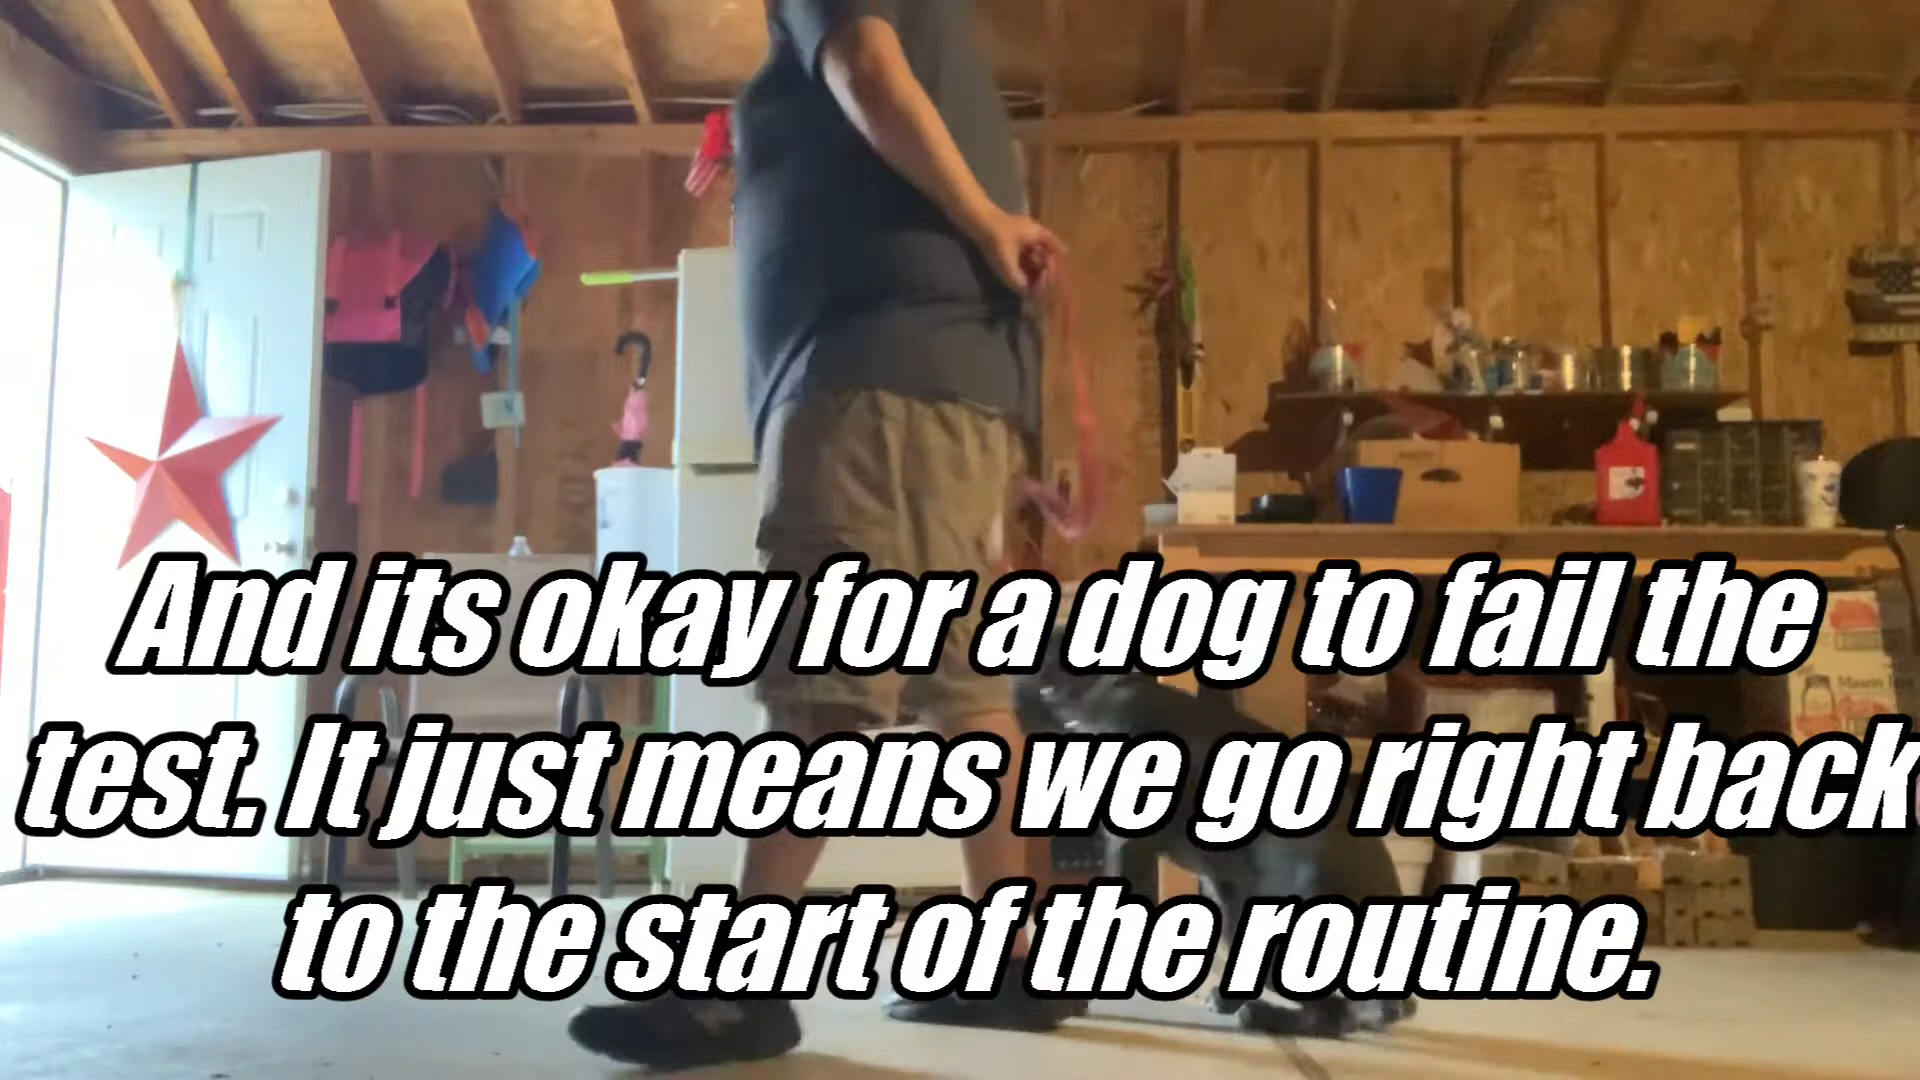 And its okay for a dog to fail the
test. It just means we go right back
to the start of the routine.
Mason